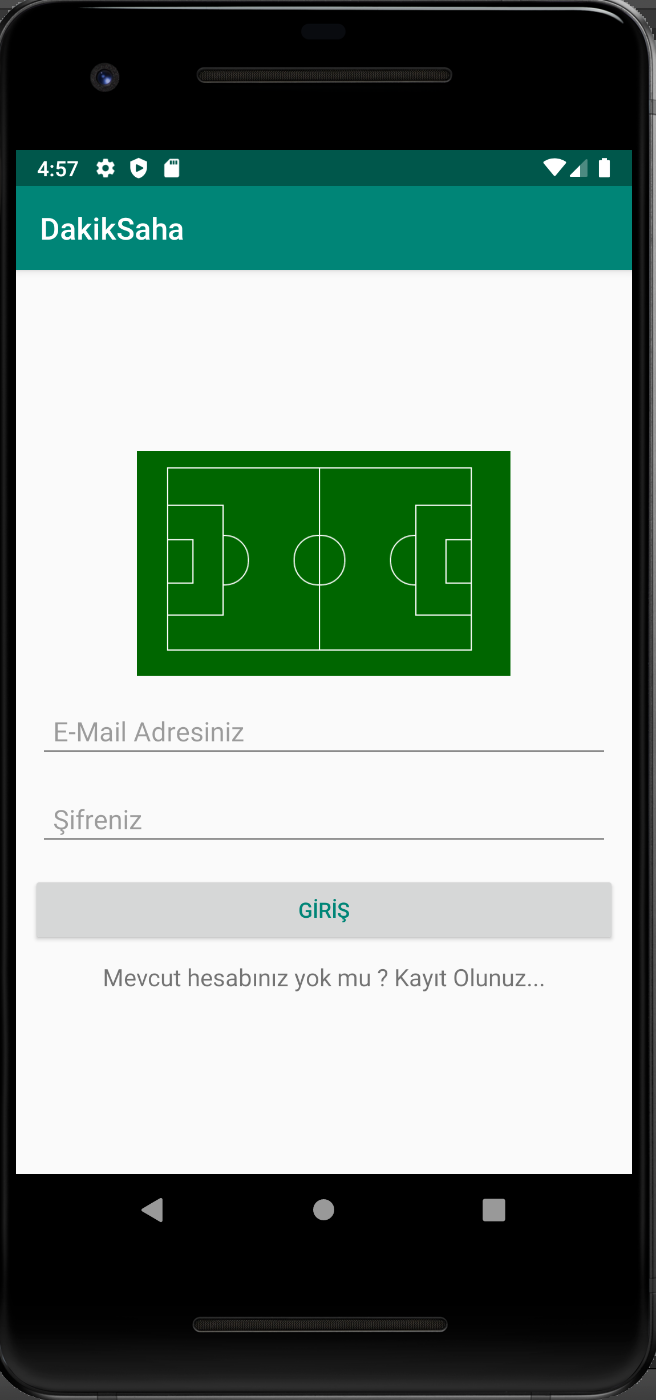 4:57
DakikSaha
E-Mail Adresiniz
Şifreniz
GİRİŞ
Mevcut hesabınız yok mu ? Kayıt Olunuz...